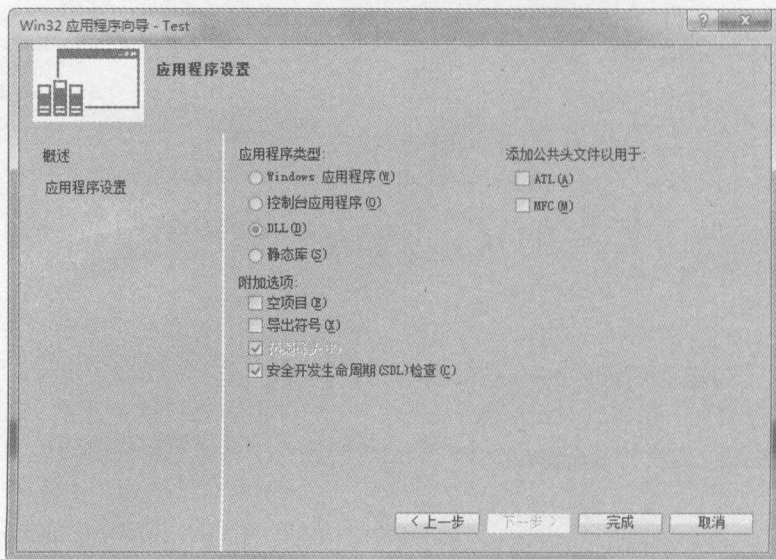 Win32 应用程序向导 - Test
应用程序设置
概述
应用程序设置
应用程序类型:
Windows 应用程序(W)
控制台应用程序(O)
DLL(D)
静态库(S)
附加选项:
空项目(E)
导出符号(X)
安全开发生命周期(SDL)检查(C)
添加公共头文件以用于:
ATL(A)
MFC(M)
< 上一步
下一步 >
完成
取消